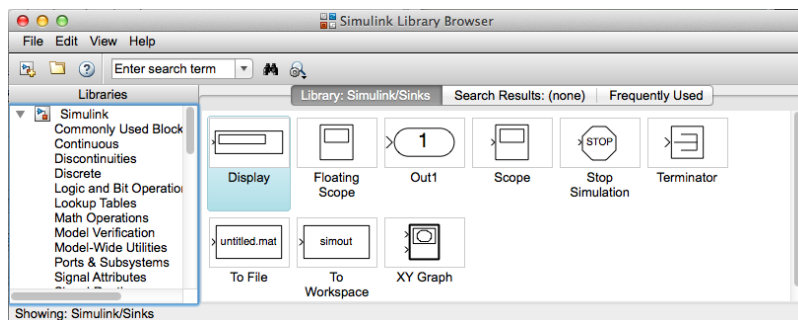 Simulink Library Browser
File Edit View Help
Enter search term
Libraries
Library: Simulink/Sinks Search Results: (none) Frequently Used
Simulink
Commonly Used Block
Continuous
Discontinuities
Discrete
Logic and Bit Operation
Lookup Tables
Math Operations
Model Verification
Model-Wide Utilities
Ports & Subsystems
Signal Attributes
1
STOP
Display
Floating
Scope
Out1
Scope
Stop
Simulation
Terminator
untitled.mat
simout
To File
To
Workspace
XY Graph
Showing: Simulink/Sinks